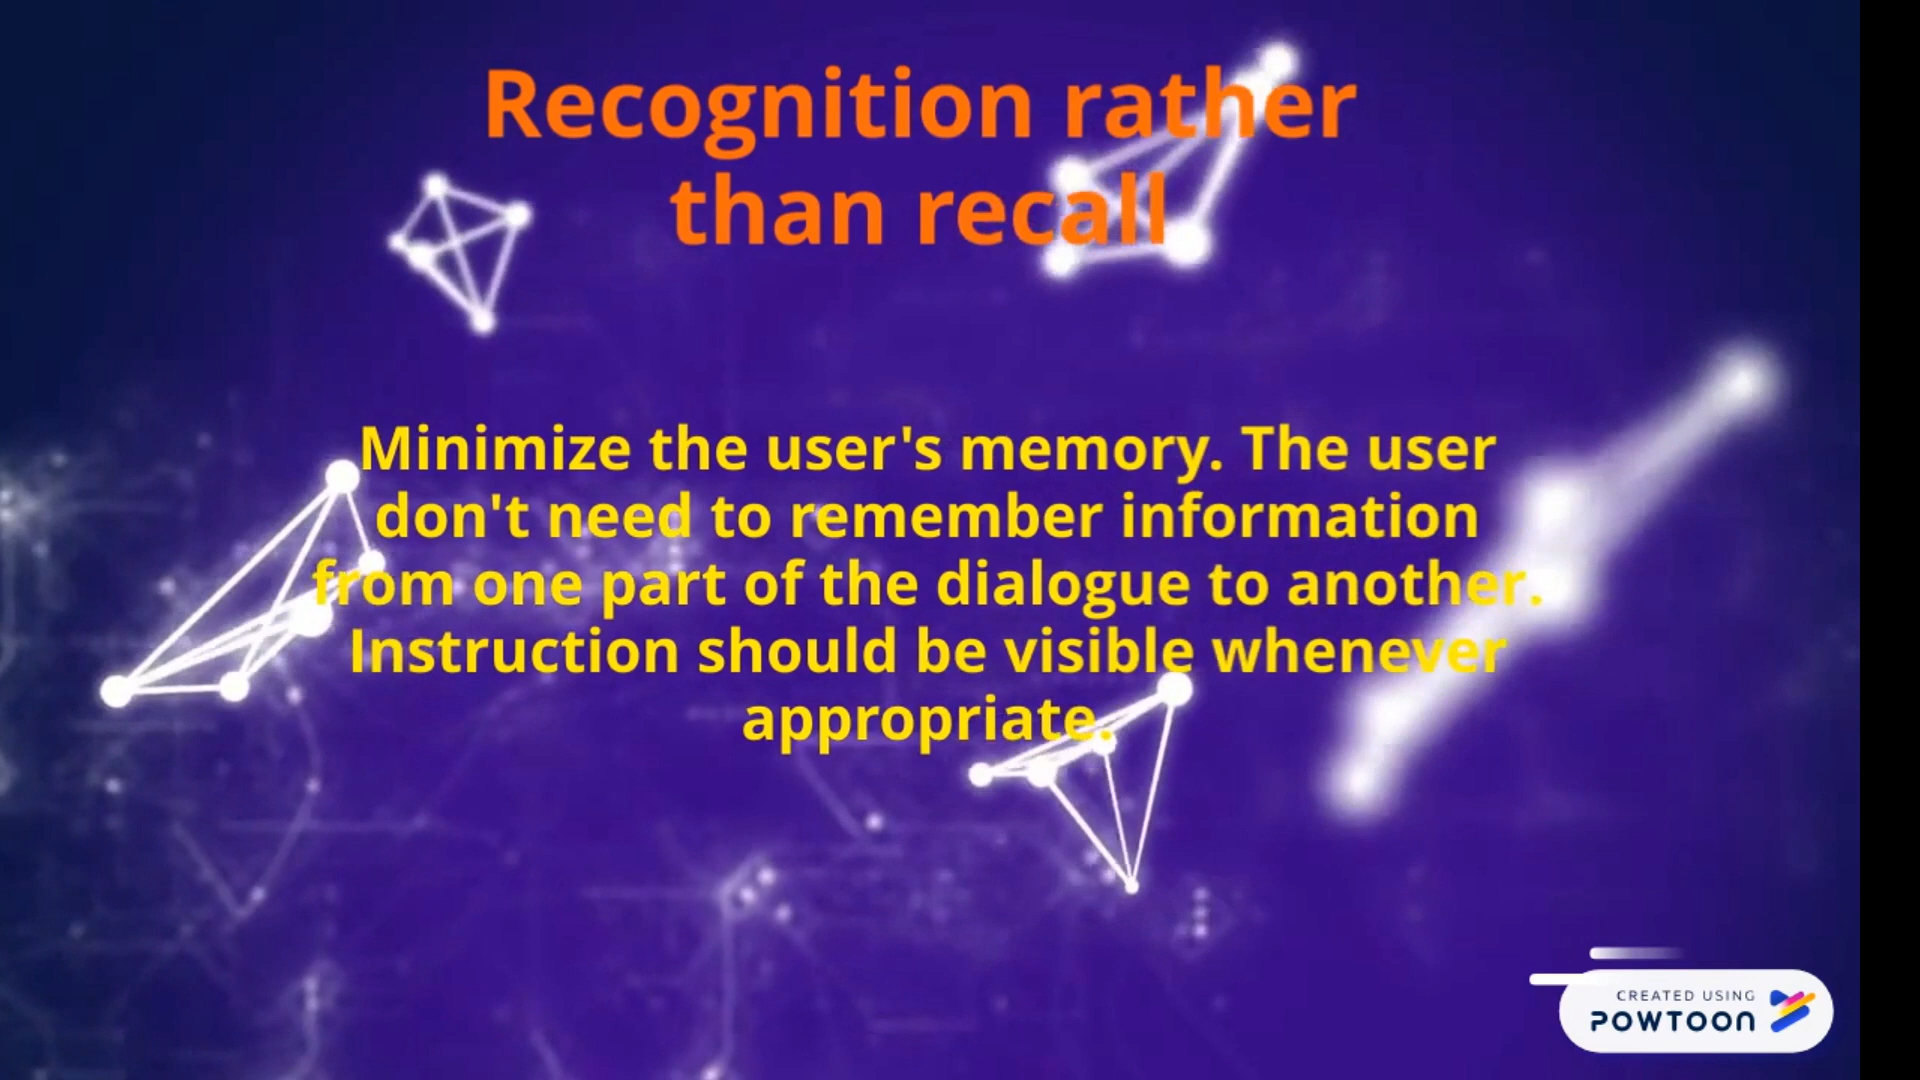 Recognition rather
than recall
Minimize the user's memory. The user
don't need to remember information
from one part of the dialogue to another.
Instruction should be visible whenever
appropriate.
CREATED USING
POWTOON